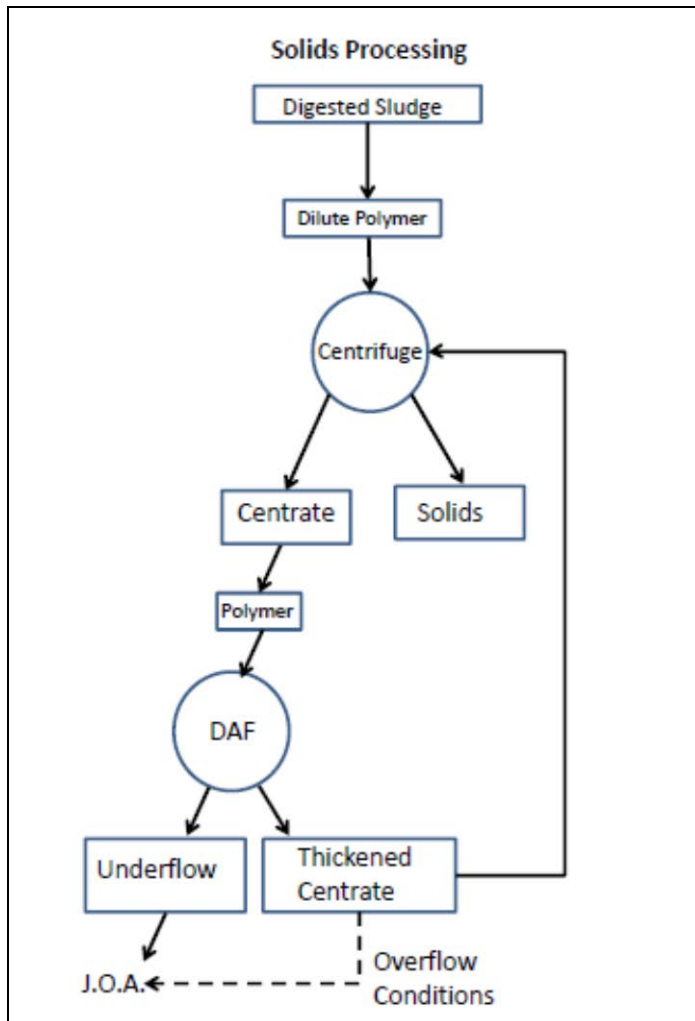 Solids Processing
Digested Sludge
Dilute Polymer
Centrifuge
Centrate
Solids
Polymer
DAF
Underflow
Thickened
Centrate
J.O.A.
Overflow
Conditions